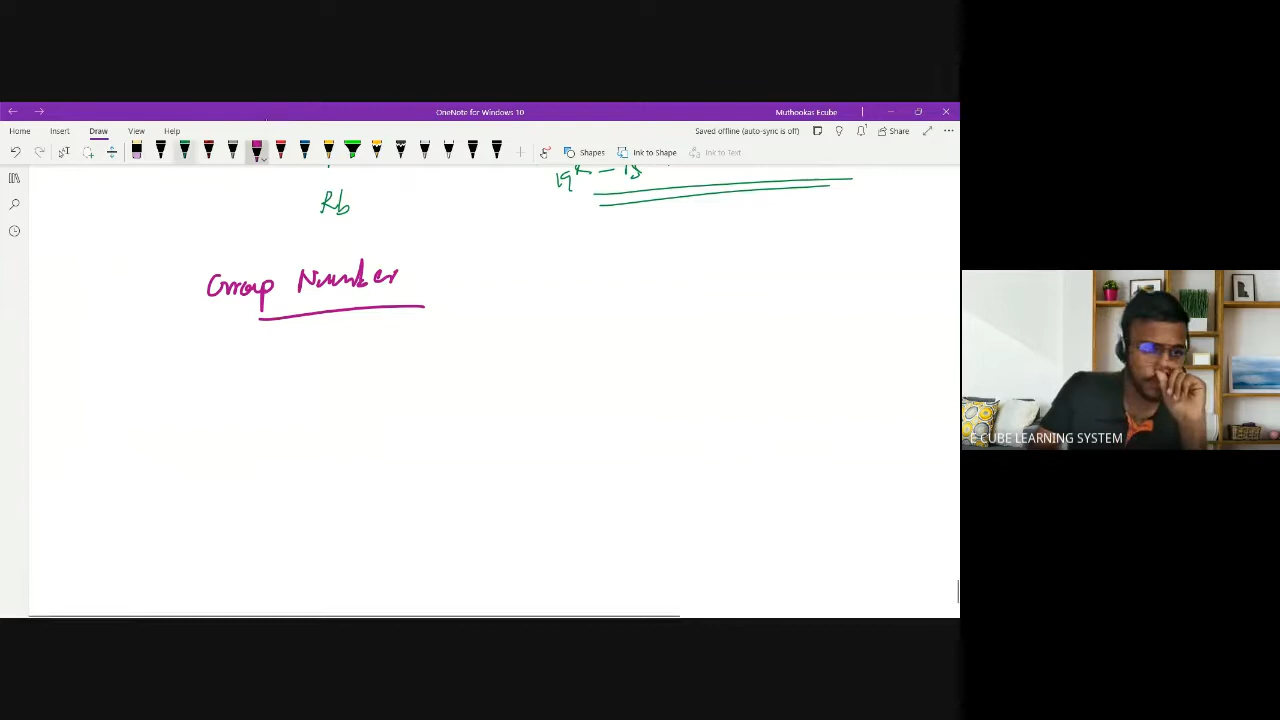 OneNote for Windows 10
Muthookas Ecube
Home Insert Draw View Help
Saved offline (auto-sync is off) Share
Shapes Ink to Shape Ink to Text
Rb
Group Number
E CUBE LEARNING SYSTEM